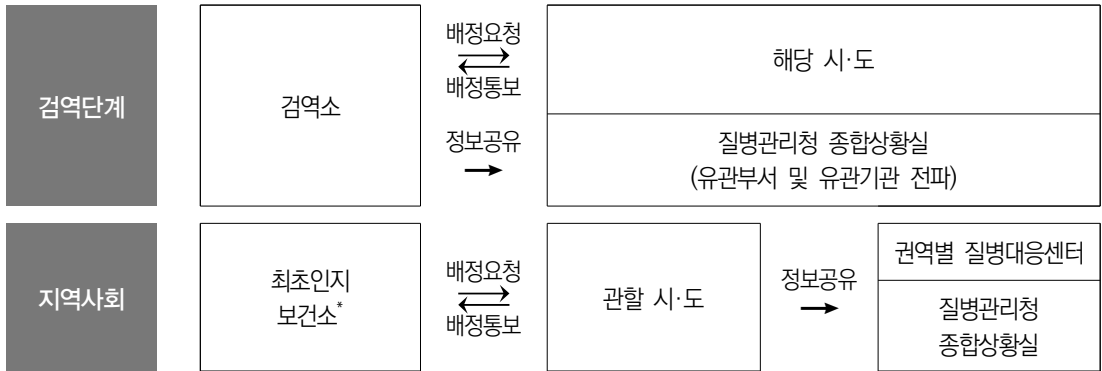 검역단계
검역소
배정요청
배정통보
정보공유
해당 시·도
질병관리청 종합상황실
(유관부서 및 유관기관 전파)
지역사회
최초인지
보건소*
배정요청
배정통보
관할 시·도
정보공유
권역별 질병대응센터
질병관리청
종합상황실